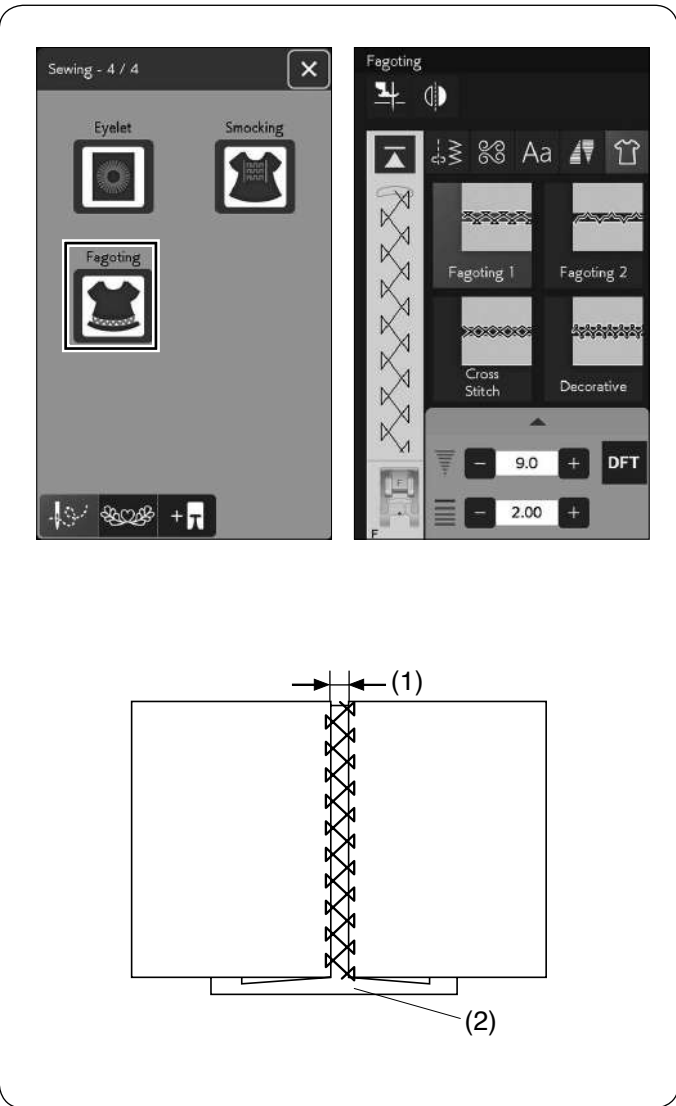 Sewing - 4 / 4
Eyelet
Smocking
Fagoting
Fagoting
Aa
Fagoting 1
Fagoting 2
Cross
Stitch
Decorative
9.0
DFT
2.00
F
F
(1)
(2)